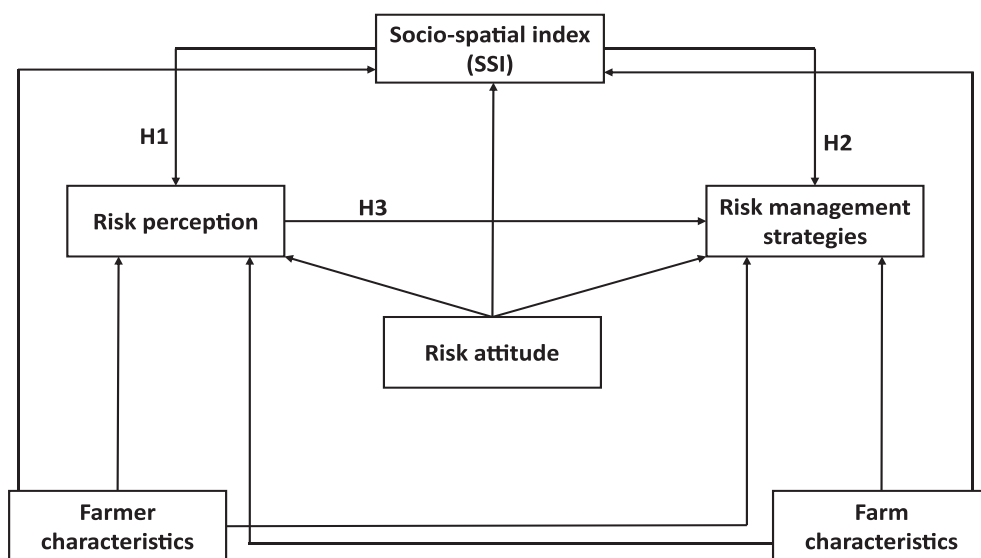 Socio-spatial index
(SSI)
H1
H2
Risk perception
H3
Risk management
strategies
Risk attitude
Farmer
characteristics
Farm
characteristics